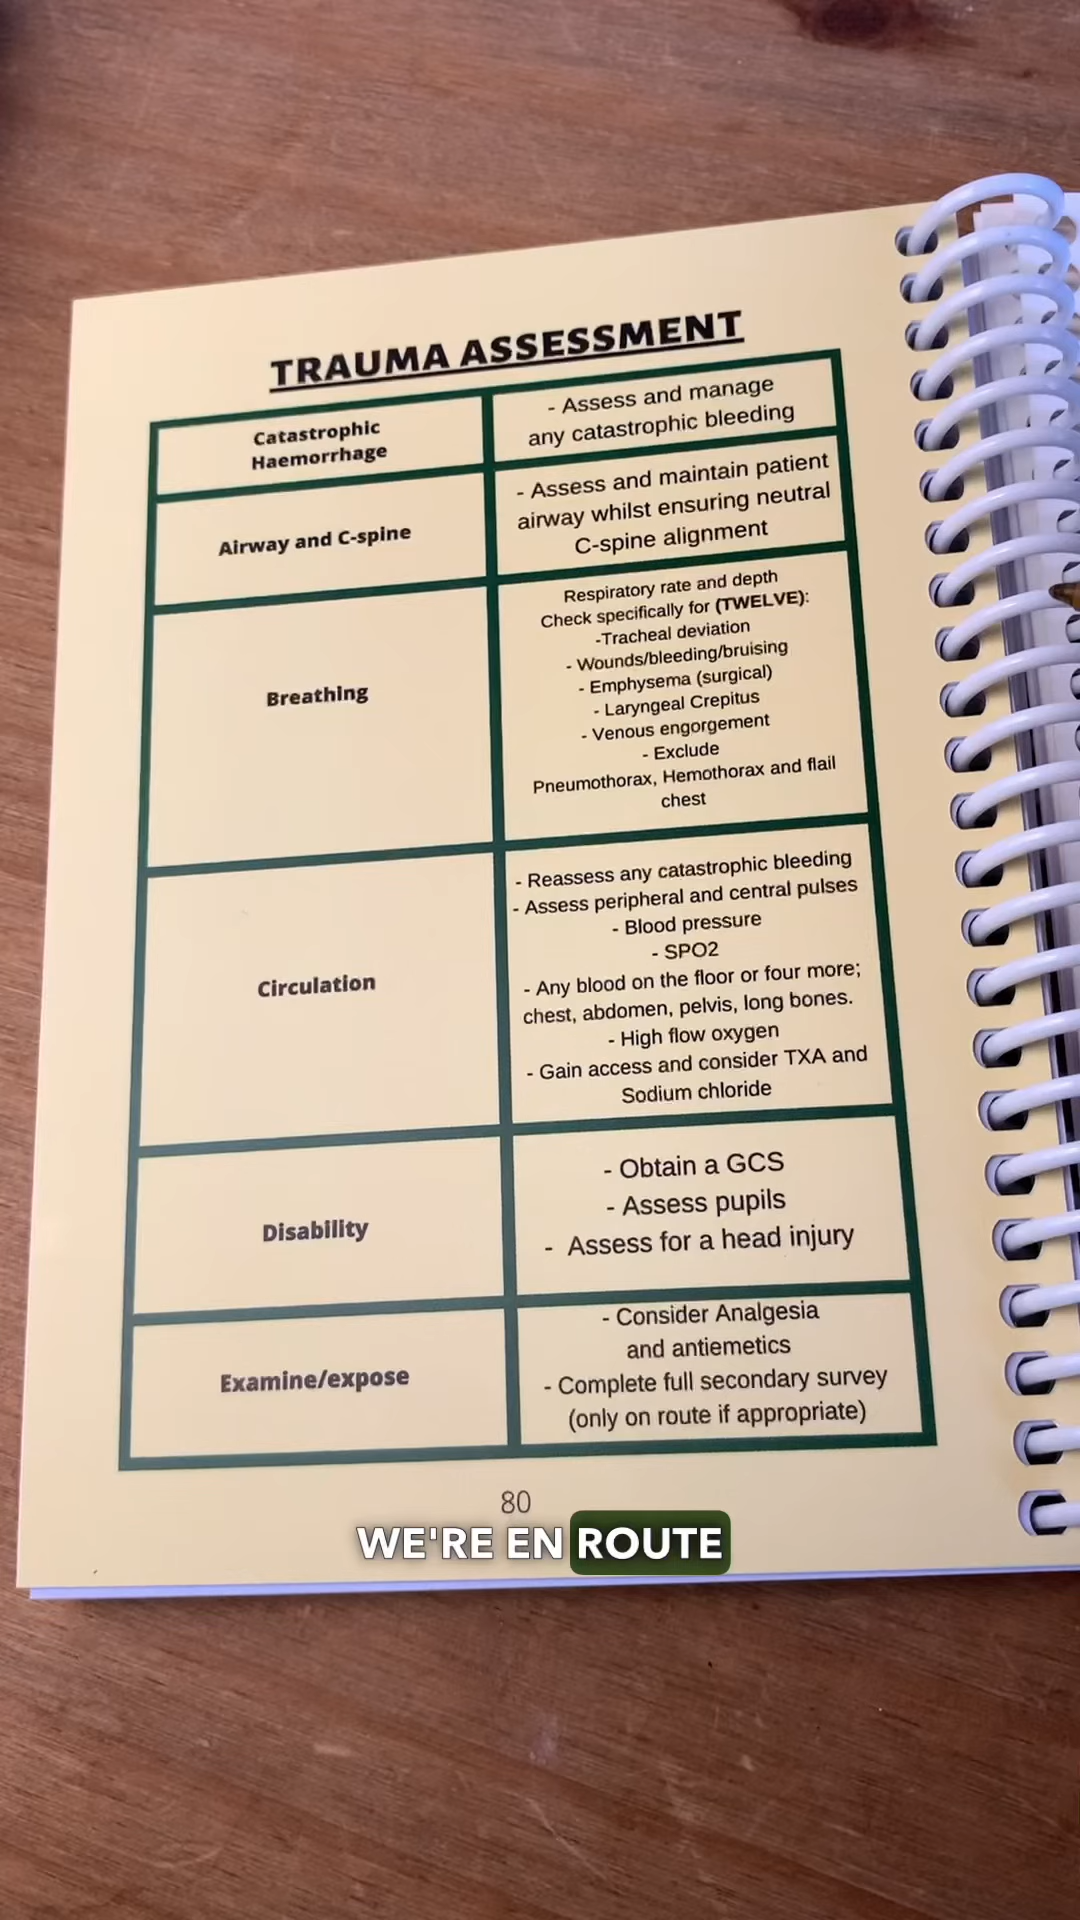 TRAUMA ASSESSMENT
Catastrophic
Haemorrhage
- Assess and manage
any catastrophic bleeding
Airway and C-spine
- Assess and maintain patient
airway whilst ensuring neutral
C-spine alignment
Breathing
Respiratory rate and depth
Check specifically for (TWELVE):
-Tracheal deviation
- Wounds/bleeding/bruising
- Emphysema (surgical)
- Laryngeal Crepitus
- Venous engorgement
- Exclude
Pneumothorax, Hemothorax and flail
chest
Circulation
- Reassess any catastrophic bleeding
- Assess peripheral and central pulses
- Blood pressure
- SPO2
- Any blood on the floor or four more;
chest, abdomen, pelvis, long bones.
- High flow oxygen
- Gain access and consider TXA and
Sodium chloride
Disability
- Obtain a GCS
- Assess pupils
- Assess for a head injury
Examine/expose
- Consider Analgesia
and antiemetics
- Complete full secondary survey
(only on route if appropriate)
80
WE'RE EN ROUTE